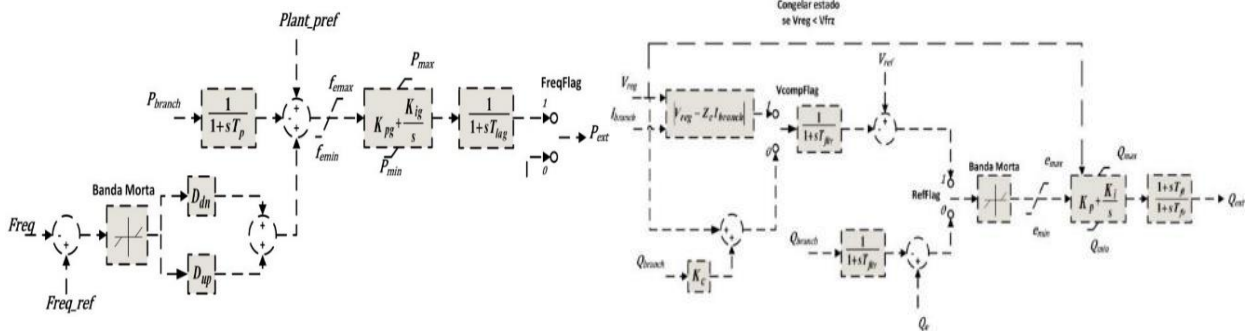 Plant_pref
P_branch
1
1+sT_p
-
+
+
f_emax
f_emin
P_max
K_pg + K_ig
s
P_min
1
1+sT_lag
FreqFlag
1
0
P_ext
Banda Morta
Freq
-
+
Freq_ref
D_dn
D_up
+
+
Congelar estado
se Vreg < Vfrz
V_reg
I_branch
|V_reg - Z_c I_branch|
VcompFlag
1
0
1
1+sT_fltr
V_ref
-
+
Q_branch
K_c
+
+
Q_branch
1
1+sT_fltr
-
+
RefFlag
1
0
Banda Morta
e_max
e_min
Q_max
K_p + K_i
s
1+sT_ft
1+sT_fv
Q_ext